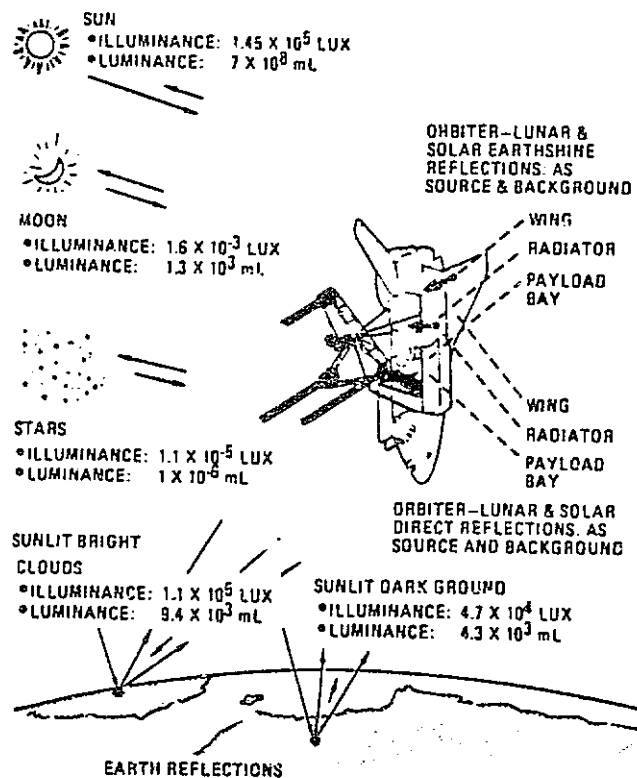 SUN
•ILLUMINANCE: 1.45 X 10⁵ LUX
•LUMINANCE: 7 X 10⁸ mL
MOON
•ILLUMINANCE: 1.6 X 10⁻³ LUX
•LUMINANCE: 1.3 X 10³ mL
STARS
•ILLUMINANCE: 1.1 X 10⁻⁵ LUX
•LUMINANCE: 1 X 10⁻⁶ mL
ORBITER–LUNAR &
SOLAR EARTHSHINE
REFLECTIONS: AS
SOURCE & BACKGROUND
WING
RADIATOR
PAYLOAD
BAY
WING
RADIATOR
PAYLOAD
BAY
ORBITER–LUNAR & SOLAR
DIRECT REFLECTIONS. AS
SOURCE AND BACKGROUND
SUNLIT BRIGHT
CLOUDS
•ILLUMINANCE: 1.1 X 10⁵ LUX
•LUMINANCE: 9.4 X 10³ mL
SUNLIT DARK GROUND
•ILLUMINANCE: 4.7 X 10⁴ LUX
•LUMINANCE: 4.3 X 10³ mL
EARTH REFLECTIONS